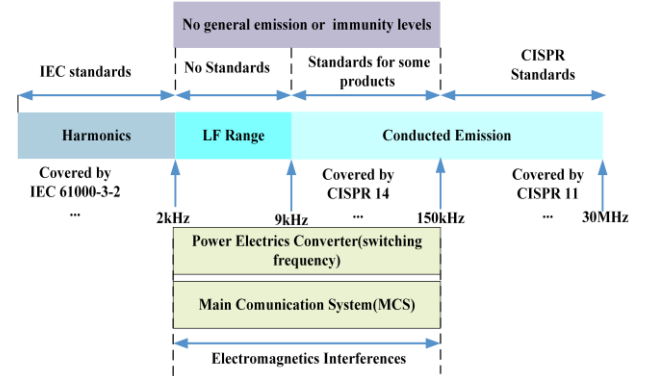 No general emission or immunity levels
IEC standards
No Standards
Standards for some
products
CISPR
Standards
Harmonics
LF Range
Conducted Emission
Covered by
IEC 61000-3-2
...
Covered by
CISPR 14
...
Covered by
CISPR 11
...
2kHz
9kHz
150kHz
30MHz
Power Electrics Converter(switching
frequency)
Main Comunication System(MCS)
Electromagnetics Interferences